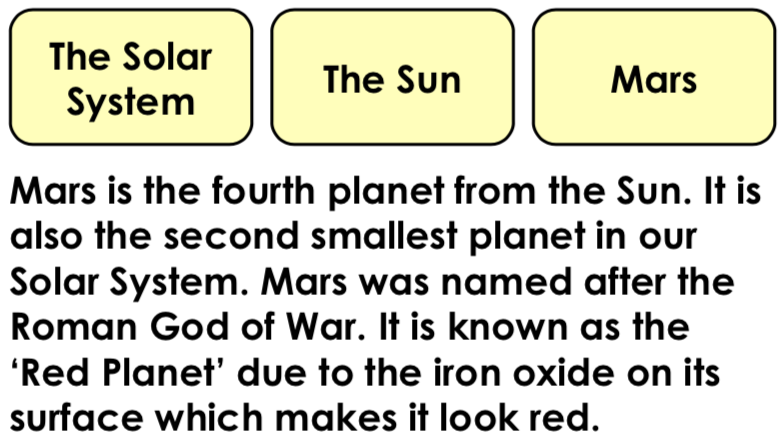 The Solar
System
The Sun
Mars
Mars is the fourth planet from the Sun. It is
also the second smallest planet in our
Solar System. Mars was named after the
Roman God of War. It is known as the
‘Red Planet’ due to the iron oxide on its
surface which makes it look red.